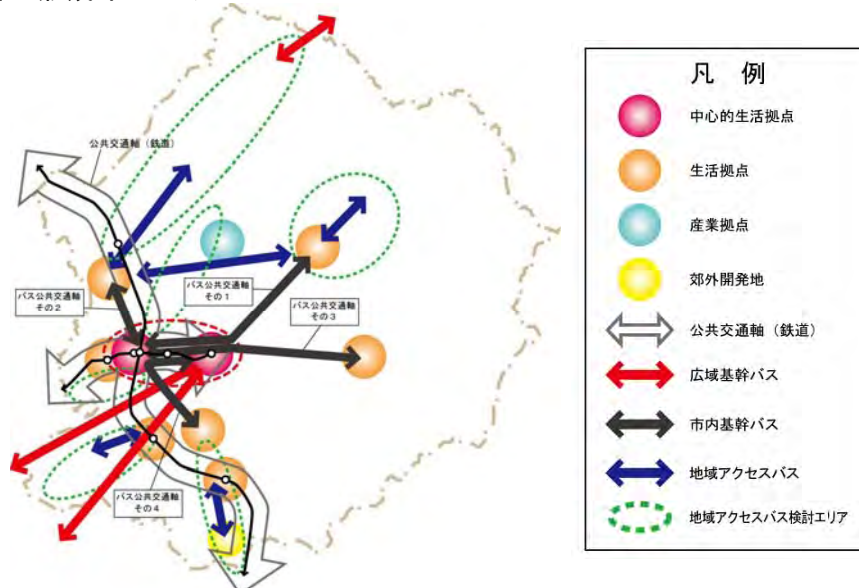 公共交通軸(鉄道)
バス公共交通軸
その1
バス公共交通軸
その2
バス公共交通軸
その3
バス公共交通軸
その4
凡 例
中心的生活拠点
生活拠点
産業拠点
郊外開発地
公共交通軸(鉄道)
広域基幹バス
市内基幹バス
地域アクセスバス
地域アクセスバス検討エリア